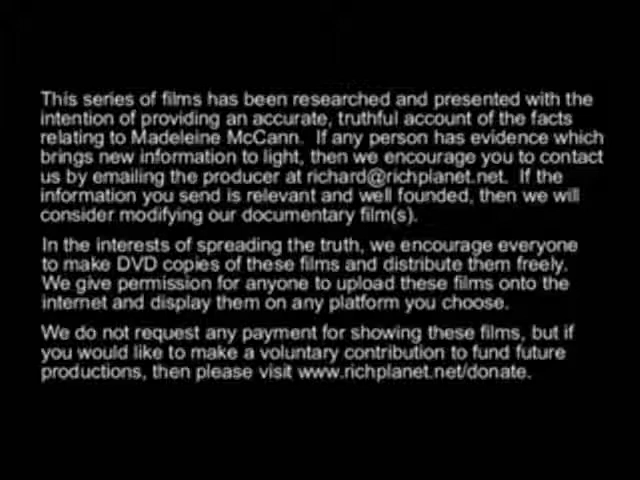 This series of films has been researched and presented with the
intention of providing an accurate, truthful account of the facts
relating to Madeleine McCann.  If any person has evidence which
brings new information to light, then we encourage you to contact
us by emailing the producer at richard@richplanet.net.  If the
information you send is relevant and well founded, then we will
consider modifying our documentary film(s).
In the interests of spreading the truth, we encourage everyone
to make DVD copies of these films and distribute them freely.
We give permission for anyone to upload these films onto the
internet and display them on any platform you choose.
We do not request any payment for showing these films, but if
you would like to make a voluntary contribution to fund future
productions, then please visit www.richplanet.net/donate.